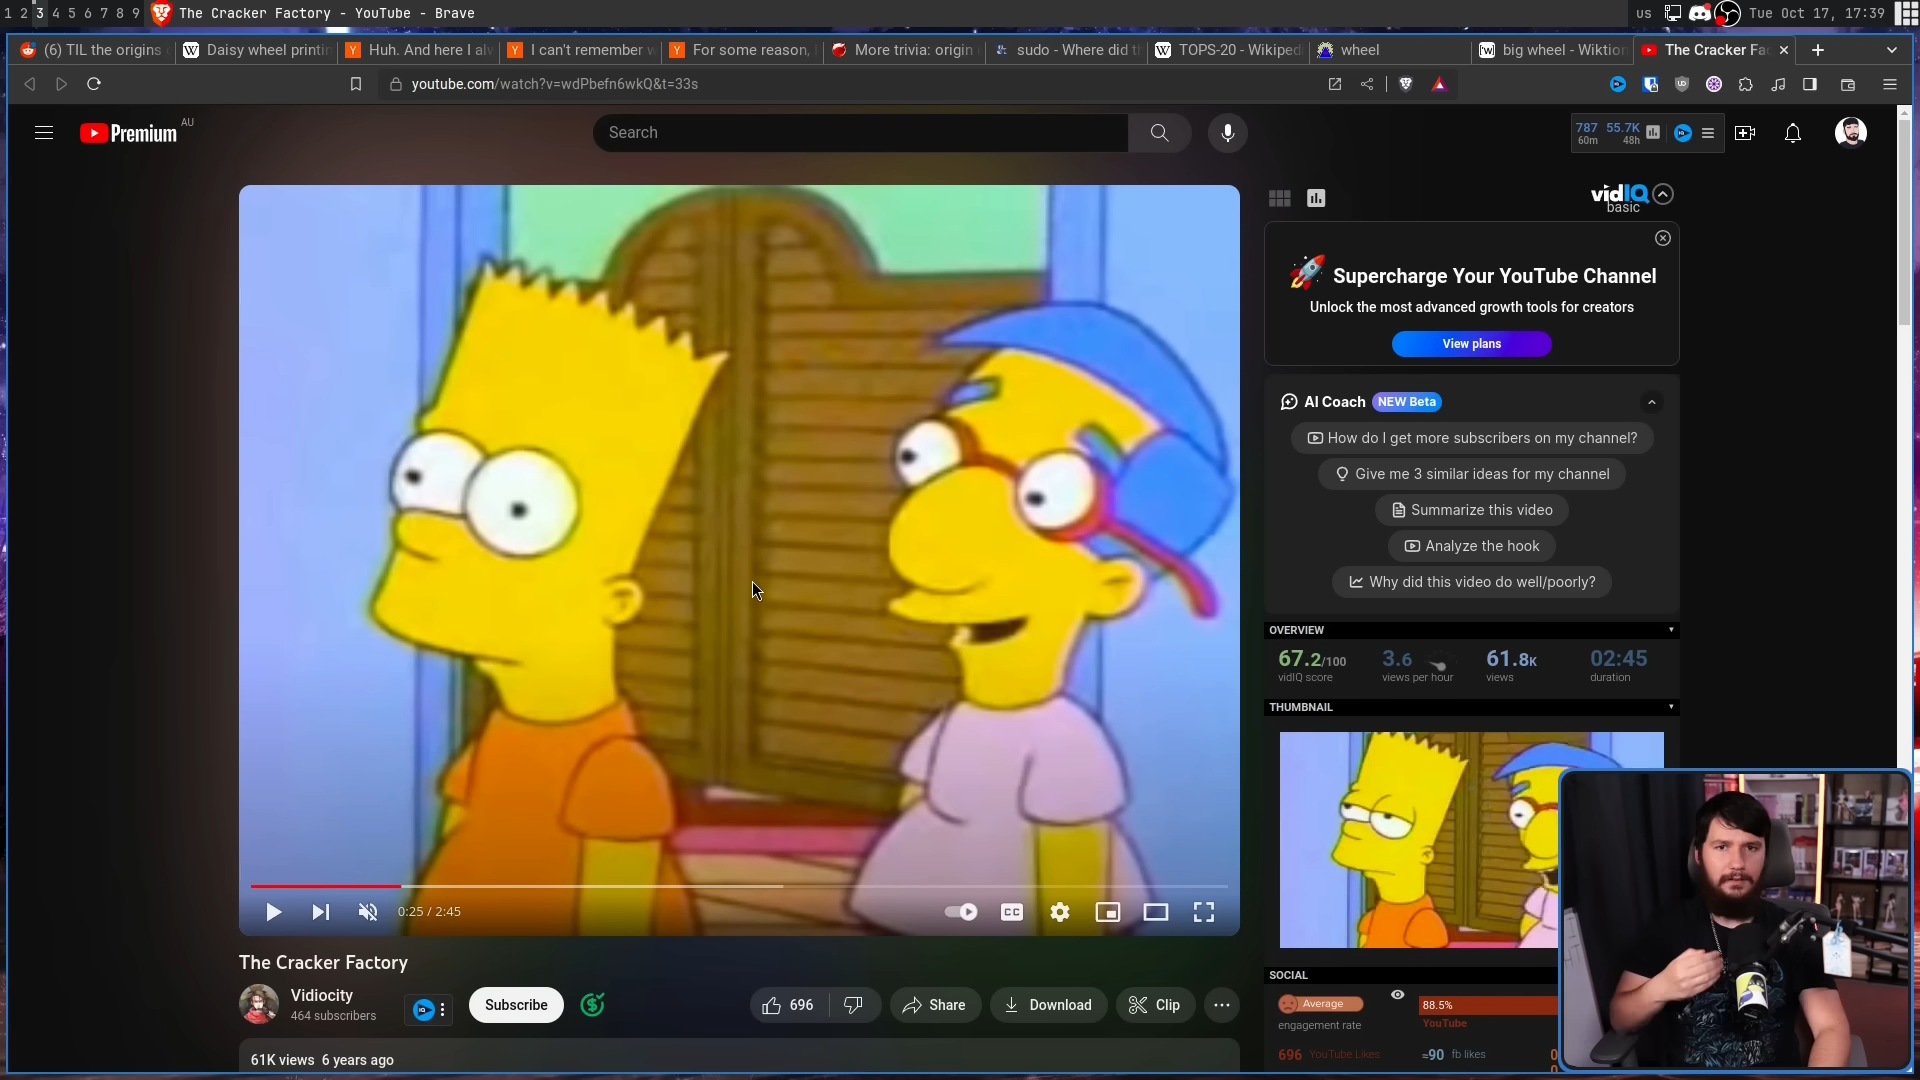 1 2 3 4 5 6 7 8 9 The Cracker Factory - YouTube - Brave us Tue Oct 17, 17:39
(6) TIL the origins Daisy wheel printin Huh. And here I alw I can't remember w For some reason, More trivia: origin sudo - Where did th TOPS-20 - Wikiped wheel big wheel - Wiktion The Cracker Fac
youtube.com/watch?v=wdPbefn6wkQ&t=33s
Premium AU
Search
787 55.7K
60m 48h
vidIQ
basic
Supercharge Your YouTube Channel
Unlock the most advanced growth tools for creators
View plans
AI Coach NEW Beta
How do I get more subscribers on my channel?
Give me 3 similar ideas for my channel
Summarize this video
Analyze the hook
Why did this video do well/poorly?
OVERVIEW
67.2/100 3.6 61.8K 02:45
vidIQ score views per hour views duration
THUMBNAIL
0:25 / 2:45
CC
The Cracker Factory
Vidiocity
464 subscribers
Subscribe
696
Share
Download
Clip
61K views 6 years ago
SOCIAL
Average 88.5%
engagement rate YouTube
696 YouTube Likes ≈90 fb likes 0